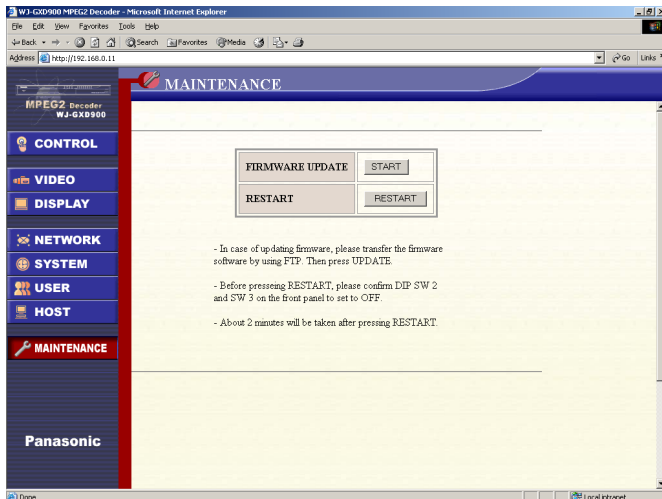 WJ-GXD900 MPEG2 Decoder - Microsoft Internet Explorer
File Edit View Favorites Tools Help
Back Search Favorites Media
Address http://192.168.0.11 Go Links
MPEG2 Decoder
WJ-GXD900
MAINTENANCE
CONTROL
VIDEO
DISPLAY
NETWORK
SYSTEM
USER
HOST
MAINTENANCE
Panasonic
FIRMWARE UPDATE START
RESTART RESTART
- In case of updating firmware, please transfer the firmware
software by using FTP. Then press UPDATE.
- Before presseing RESTART, please confirm DIP SW 2
and SW 3 on the front panel to set to OFF.
- About 2 minutes will be taken after pressing RESTART.
Done Local intranet